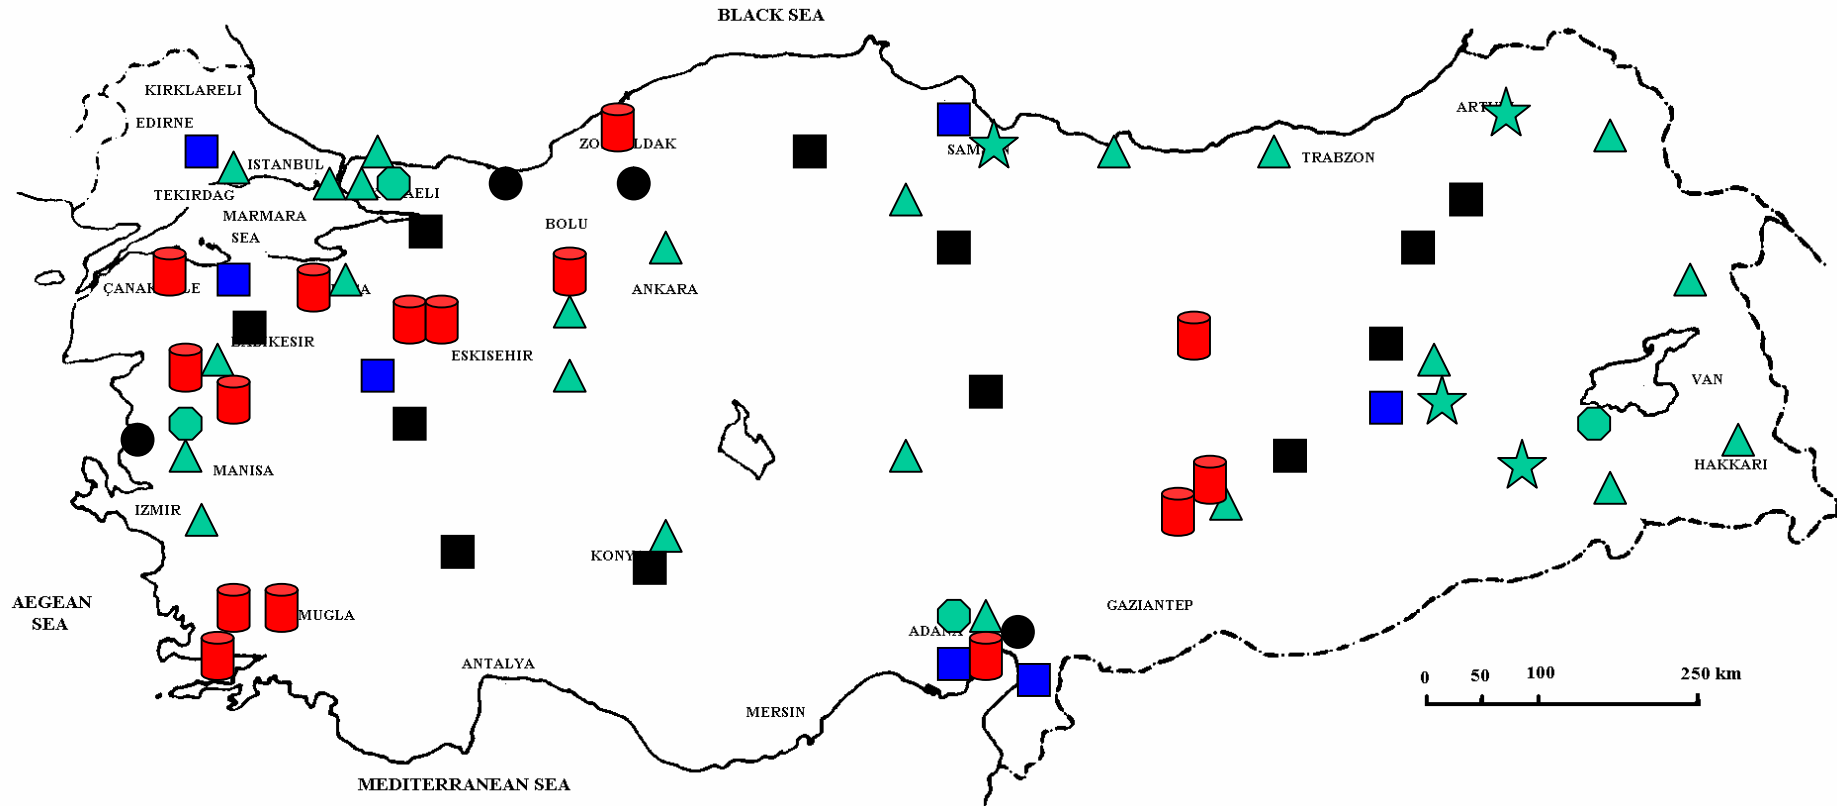 BLACK SEA
KIRKLARELI
EDIRNE
ISTANBUL
TEKIRDAG
MARMARA
SEA
BOLU
ANKARA
ESKISEHIR
TRABZON
VAN
HAKKARI
MANISA
IZMIR
AEGEAN
SEA
MUGLA
GAZIANTEP
ADANA
ANTALYA
MERSIN
0 50 100 250 km
MEDITERRANEAN SEA